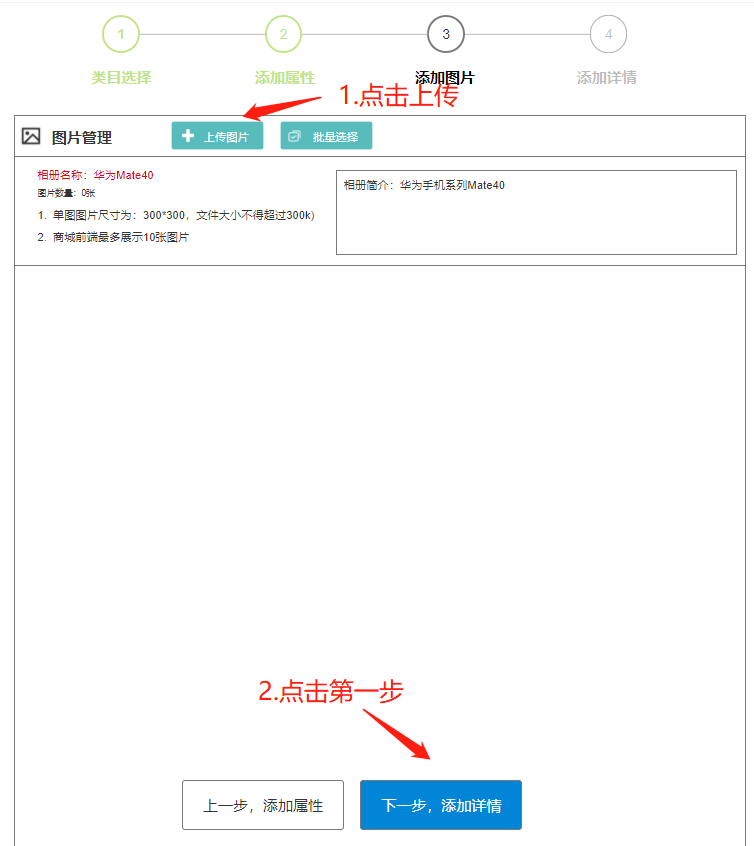 1
2
3
4
类目选择
添加属性
添加图片
添加详情
1.点击上传
图片管理
上传图片
批量选择
相册名称：华为Mate40
图片数量：0张
1. 单图图片尺寸为：300*300，文件大小不得超过300k)
2. 商城前端最多展示10张图片
相册简介：华为手机系列Mate40
2.点击第一步
上一步，添加属性
下一步，添加详情